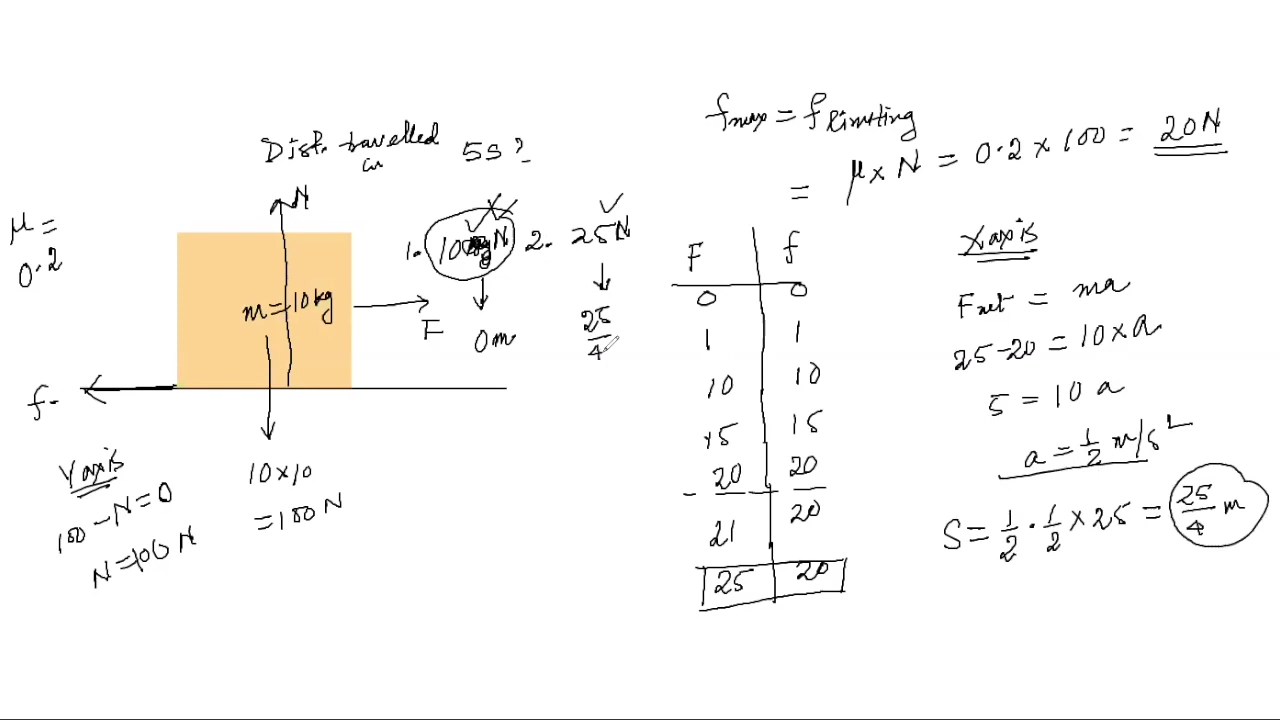 Dist. travelled
in
5s?
N
μ =
0.2
1. 10 N 2. 25N
m = 10 kg
F
0 m
25
4
f
Y axis
100 - N = 0
N = 100 N
10 × 10
= 100 N
fmax = f limiting
= μ × N = 0.2 × 100 = 20 N
F f
0 0
1 1
10 10
15 15
20 20
21 20
25 20
X axis
Fnet = ma
25 - 20 = 10 × a
5 = 10 a
a = 1/2 m/s²
S = 1/2 · 1/2 × 25 = 25/4 m